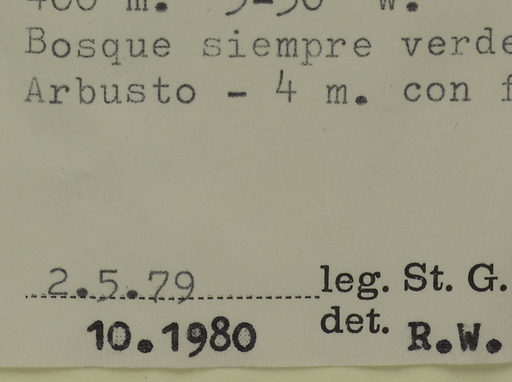 Bosque siempre verde
Arbusto - 4 m. con f
2.5.79 leg. St. G.
10.1980 det. R.W.